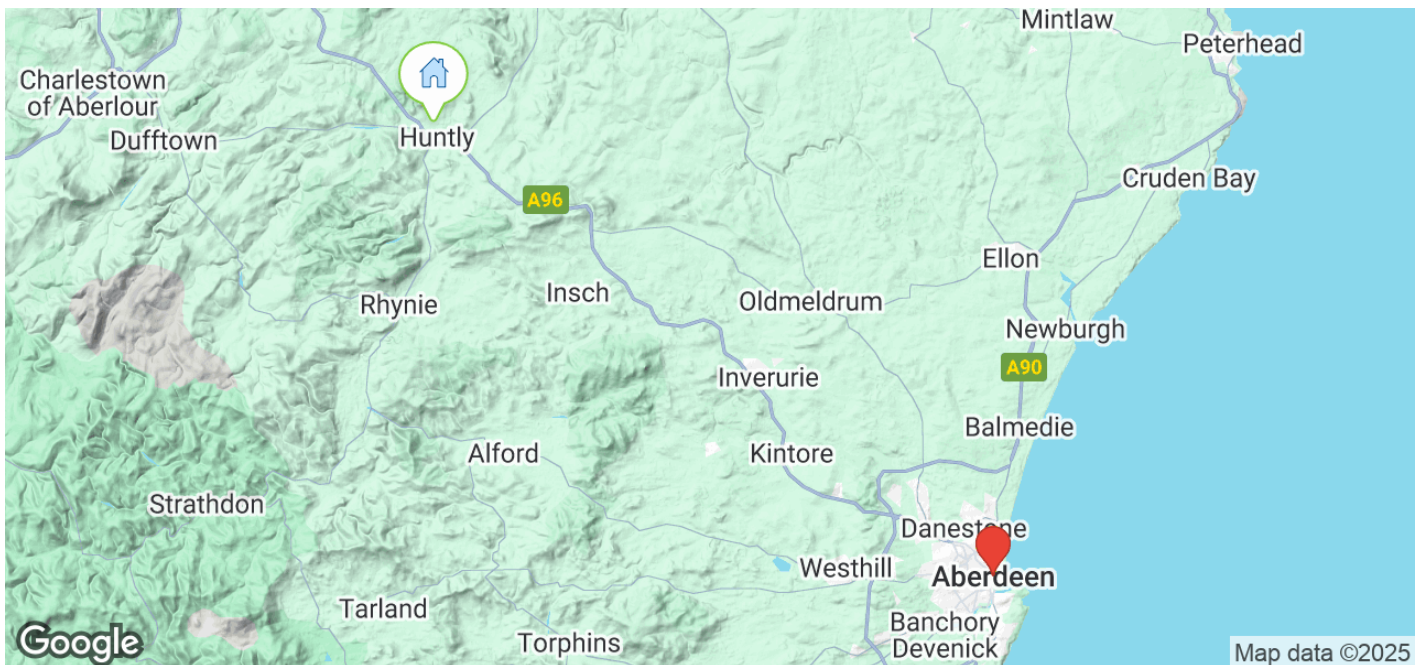 Mintlaw
Peterhead
Charlestown
of Aberlour
Dufftown
Huntly
Cruden Bay
A96
Ellon
Insch
Oldmeldrum
Rhynie
Newburgh
A90
Inverurie
Balmedie
Alford
Kintore
Strathdon
Danestone
Westhill
Aberdeen
Tarland
Banchory
Devenick
Torphins
Google
Map data ©2025